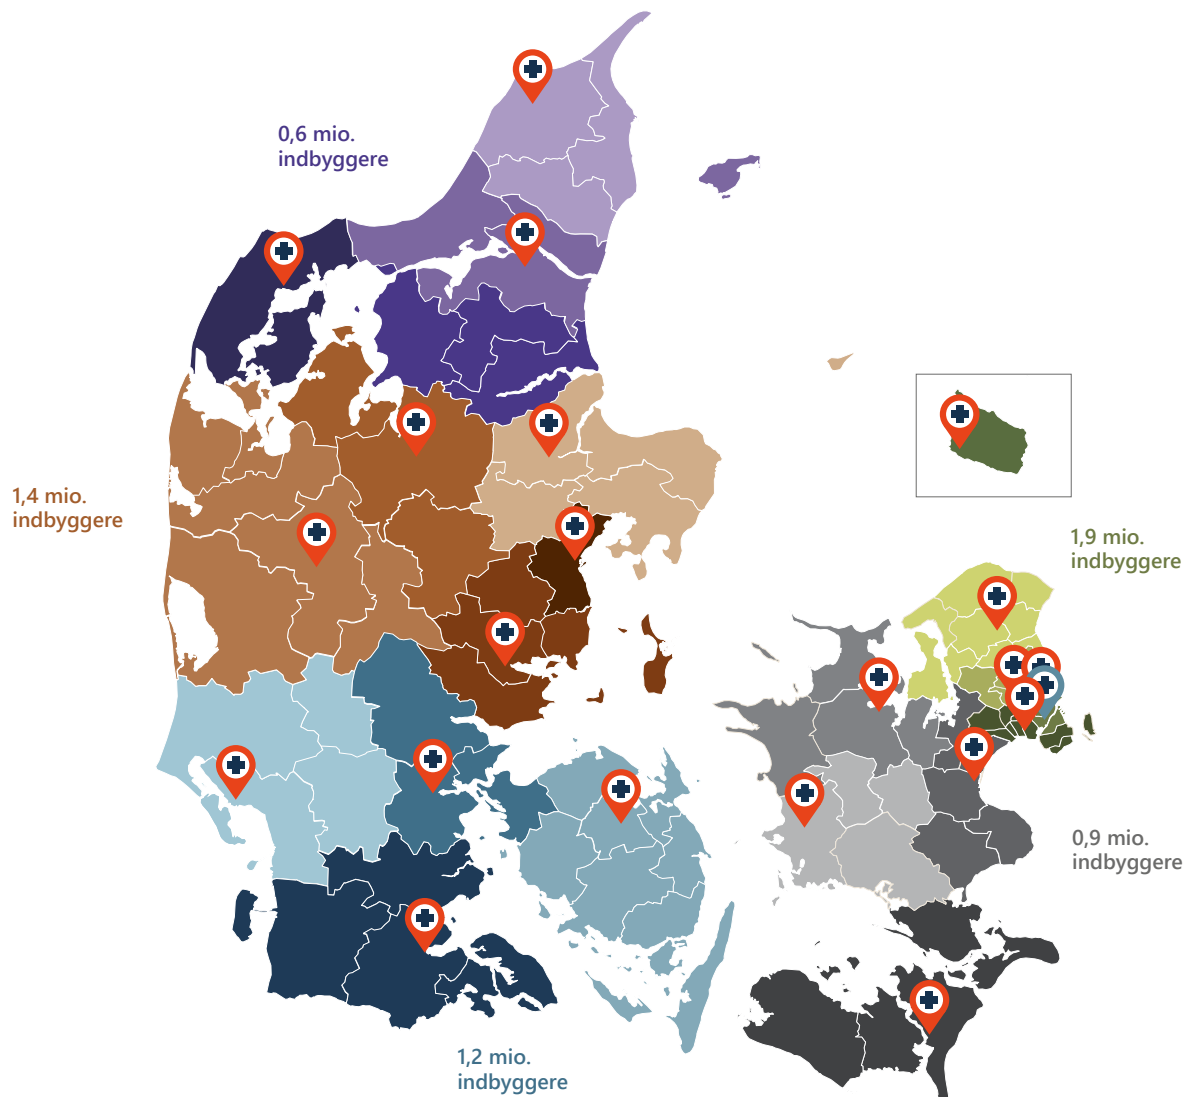 0,6 mio.
indbyggere
1,4 mio.
indbyggere
1,9 mio.
indbyggere
0,9 mio.
indbyggere
1,2 mio.
indbyggere